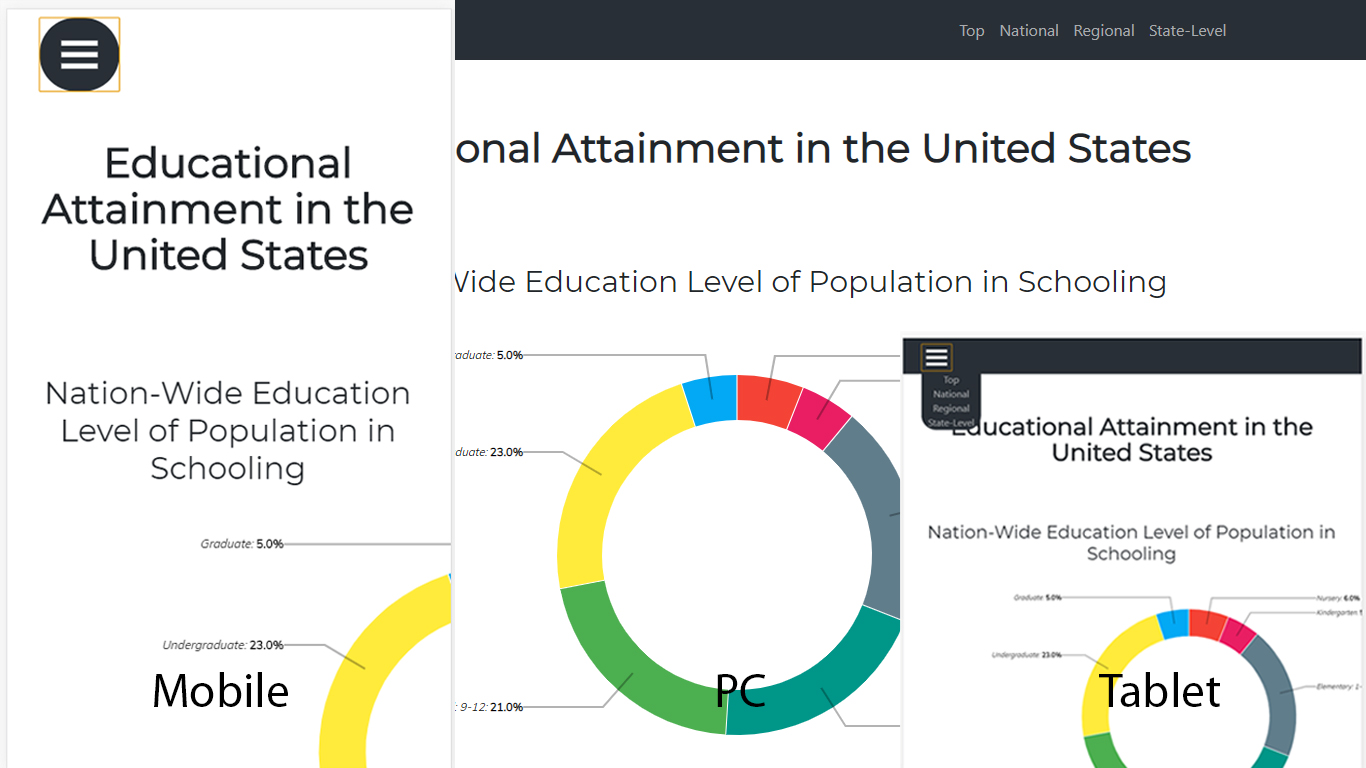 Educational
Attainment in the
United States
Nation-Wide Education
Level of Population in
Schooling
Graduate: 5.0%
Undergraduate: 23.0%
Mobile
Top National Regional State-Level
onal Attainment in the United States
Wide Education Level of Population in Schooling
aduate: 5.0%
duate: 23.0%
: 9-12: 21.0%
PC
Top
National
Regional
State-Level
Educational Attainment in the
United States
Nation-Wide Education Level of Population in
Schooling
Graduate: 5.0%
Nursery: 6.0%
Kindergarten:
Undergraduate: 23.0%
Elementary: 1-
Tablet